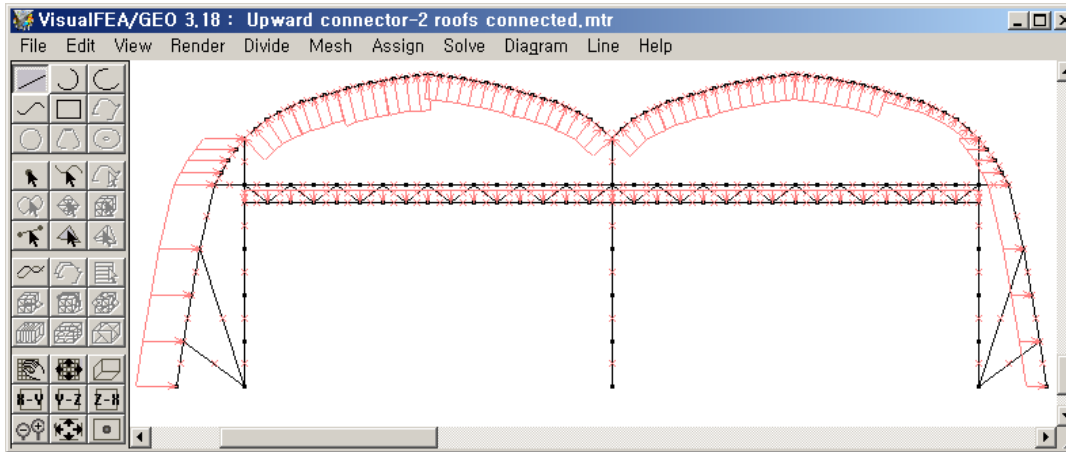 VisualFEA/GEO 3.18 : Upward connector-2 roofs connected.mtr
File Edit View Render Divide Mesh Assign Solve Diagram Line Help
X-Y Y-Z Z-X